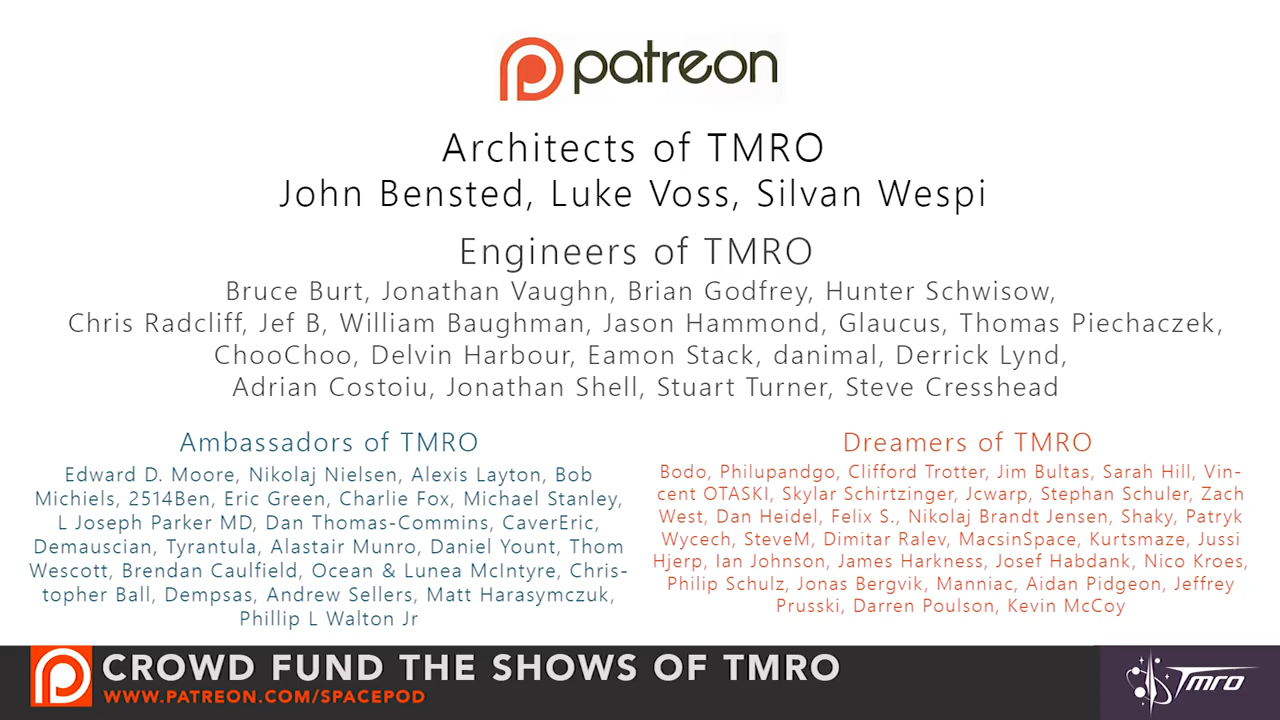 patreon
Architects of TMRO
John Bensted, Luke Voss, Silvan Wespi
Engineers of TMRO
Bruce Burt, Jonathan Vaughn, Brian Godfrey, Hunter Schwisow,
Chris Radcliff, Jef B, William Baughman, Jason Hammond, Glaucus, Thomas Piechaczek,
ChooChoo, Delvin Harbour, Eamon Stack, danimal, Derrick Lynd,
Adrian Costoiu, Jonathan Shell, Stuart Turner, Steve Cresshead
Ambassadors of TMRO
Edward D. Moore, Nikolaj Nielsen, Alexis Layton, Bob
Michiels, 2514Ben, Eric Green, Charlie Fox, Michael Stanley,
L Joseph Parker MD, Dan Thomas-Commins, CaverEric,
Demauscian, Tyrantula, Alastair Munro, Daniel Yount, Thom
Wescott, Brendan Caulfield, Ocean & Lunea McIntyre, Chris-
topher Ball, Dempsas, Andrew Sellers, Matt Harasymczuk,
Phillip L Walton Jr
Dreamers of TMRO
Bodo, Philupandgo, Clifford Trotter, Jim Bultas, Sarah Hill, Vin-
cent OTASKI, Skylar Schirtzinger, Jcwarp, Stephan Schuler, Zach
West, Dan Heidel, Felix S., Nikolaj Brandt Jensen, Shaky, Patryk
Wycech, SteveM, Dimitar Ralev, MacsinSpace, Kurtsmaze, Jussi
Hjerp, Ian Johnson, James Harkness, Josef Habdank, Nico Kroes,
Philip Schulz, Jonas Bergvik, Manniac, Aidan Pidgeon, Jeffrey
Prusski, Darren Poulson, Kevin McCoy
CROWD FUND THE SHOWS OF TMRO
WWW.PATREON.COM/SPACEPOD
Tmro